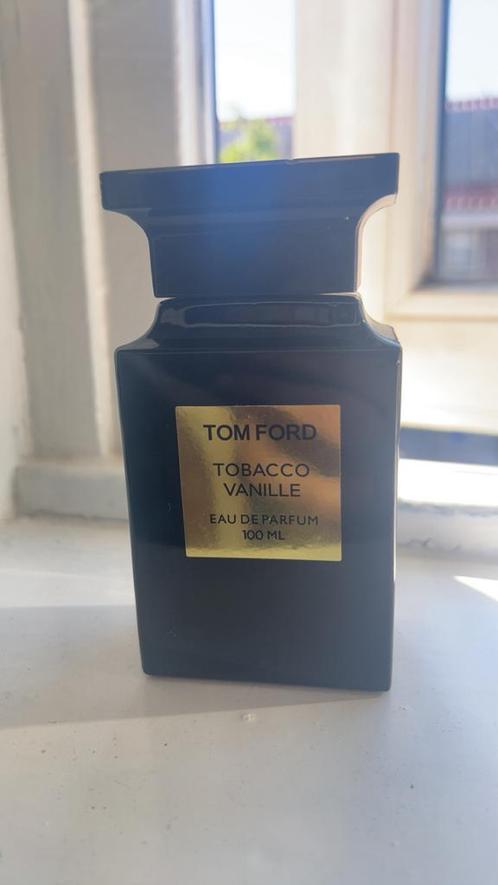 TOM FORD
TOBACCO
VANILLE
EAU DE PARFUM
100 ML